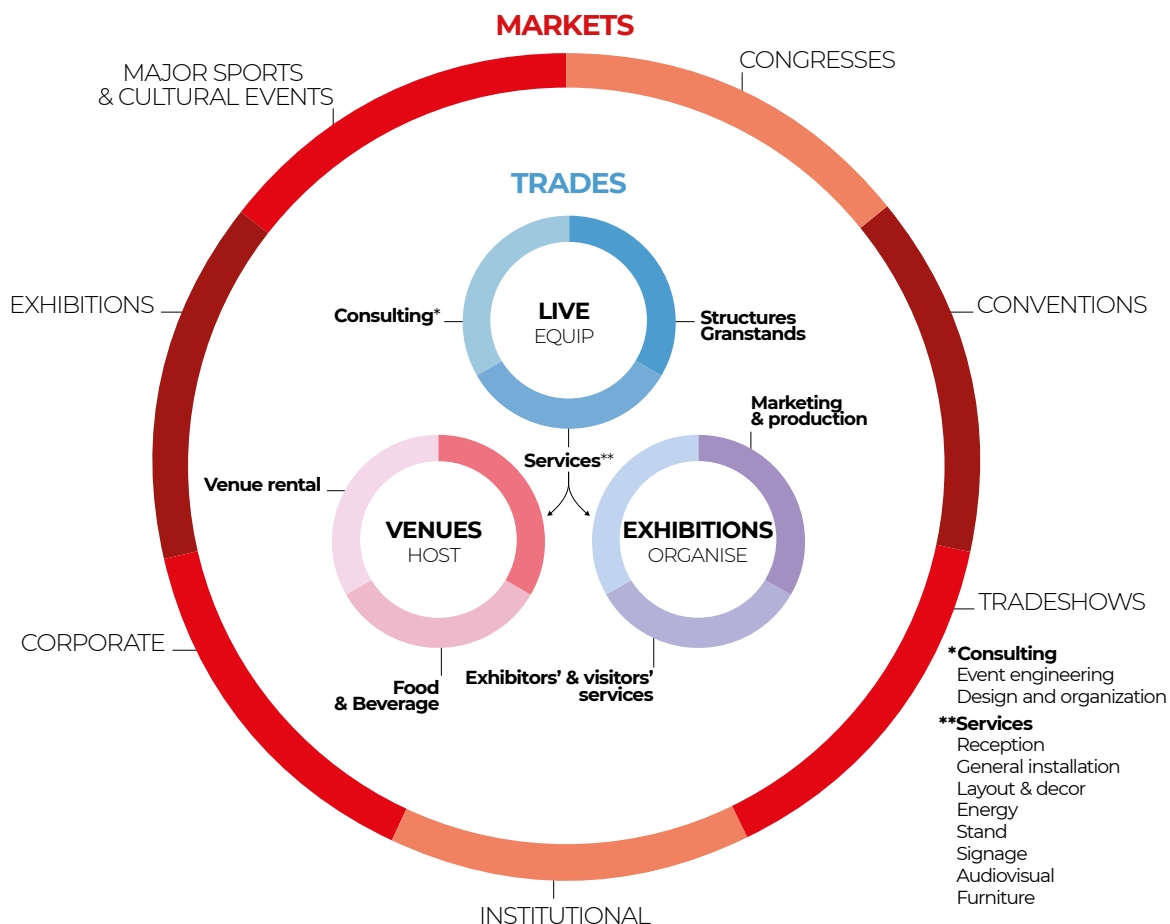 MARKETS
MAJOR SPORTS
& CULTURAL EVENTS
CONGRESSES
TRADES
EXHIBITIONS
CONVENTIONS
Consulting*
LIVE
EQUIP
Structures
Granstands
Marketing
& production
Services**
Venue rental
VENUES
HOST
EXHIBITIONS
ORGANISE
TRADESHOWS
CORPORATE
Food
& Beverage
Exhibitors’ & visitors’
services
*Consulting
Event engineering
Design and organization
**Services
Reception
General installation
Layout & decor
Energy
Stand
Signage
Audiovisual
Furniture
INSTITUTIONAL